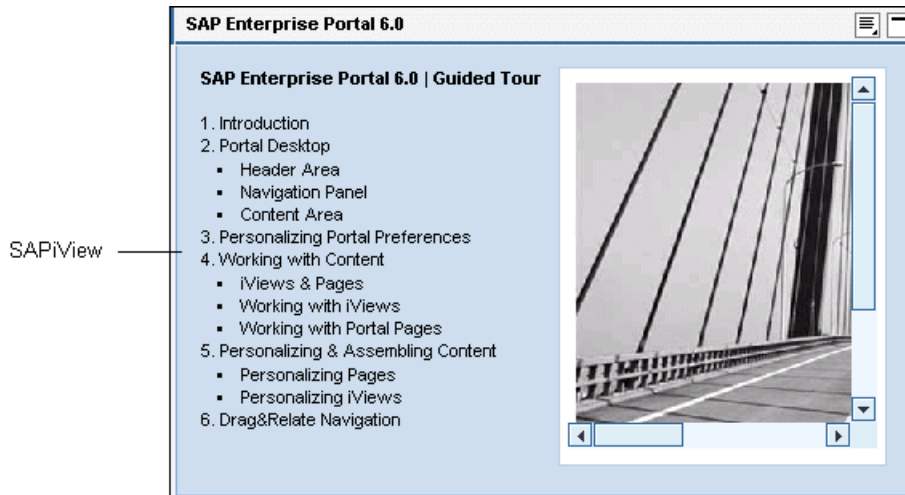 SAP Enterprise Portal 6.0
SAP Enterprise Portal 6.0 | Guided Tour
1. Introduction
2. Portal Desktop
▪ Header Area
▪ Navigation Panel
▪ Content Area
3. Personalizing Portal Preferences
4. Working with Content
▪ iViews & Pages
▪ Working with iViews
▪ Working with Portal Pages
5. Personalizing & Assembling Content
▪ Personalizing Pages
▪ Personalizing iViews
6. Drag&Relate Navigation
SAPiView